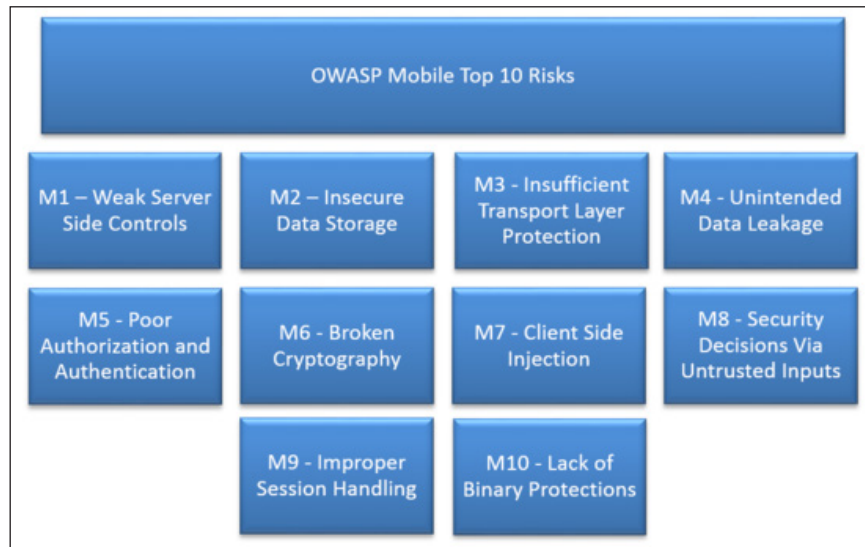 OWASP Mobile Top 10 Risks
M1 – Weak Server
Side Controls
M2 – Insecure
Data Storage
M3 - Insufficient
Transport Layer
Protection
M4 - Unintended
Data Leakage
M5 - Poor
Authorization and
Authentication
M6 - Broken
Cryptography
M7 - Client Side
Injection
M8 - Security
Decisions Via
Untrusted Inputs
M9 - Improper
Session Handling
M10 - Lack of
Binary Protections